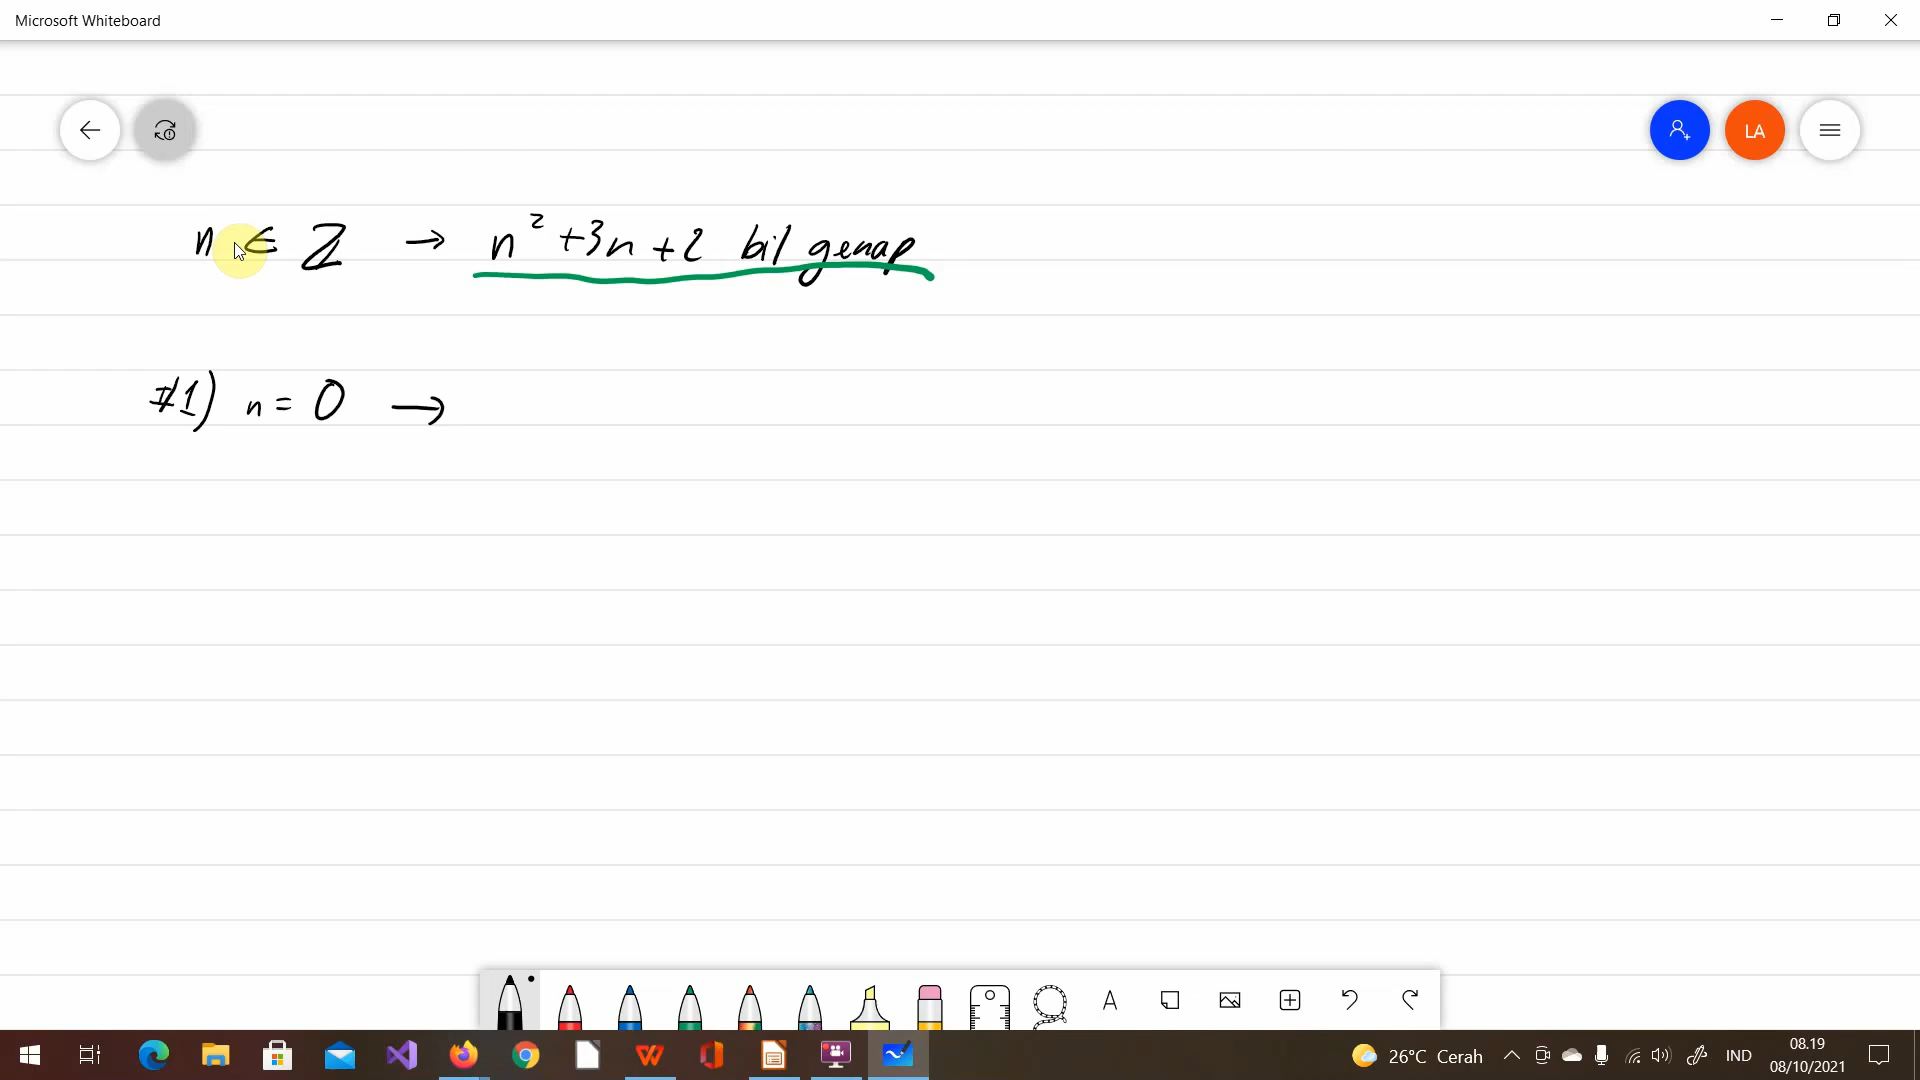 Microsoft Whiteboard
LA
n ∈ ℤ → n² + 3n + 2 bil genap
#1) n = 0 →
A
26°C Cerah
IND
08.19
08/10/2021